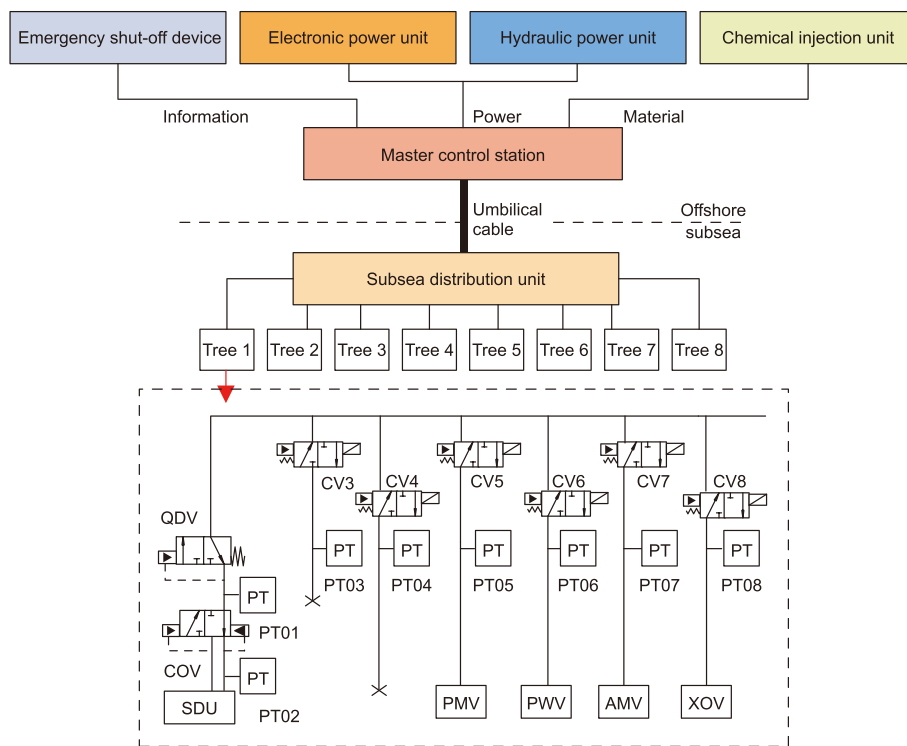 Emergency shut-off device
Electronic power unit
Hydraulic power unit
Chemical injection unit
Information
Power
Material
Master control station
Umbilical
cable
Offshore
subsea
Subsea distribution unit
Tree 1
Tree 2
Tree 3
Tree 4
Tree 5
Tree 6
Tree 7
Tree 8
CV3
CV4
CV5
CV6
CV7
CV8
QDV
PT
PT
PT
PT
PT
PT
PT03
PT04
PT05
PT06
PT07
PT08
PT
PT01
COV
PT
SDU
PT02
PMV
PWV
AMV
XOV